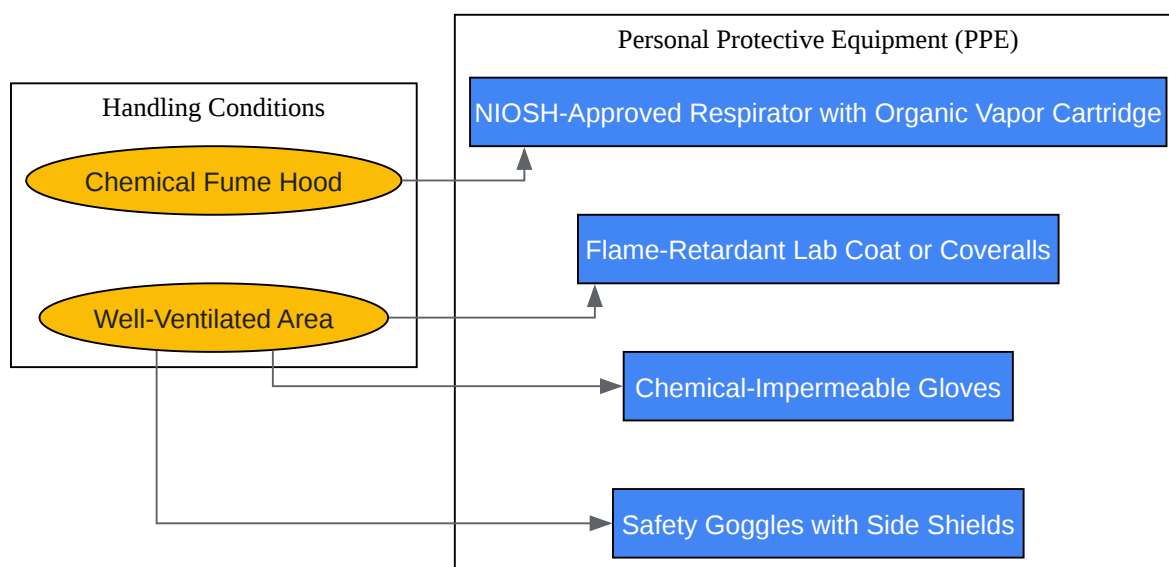 Personal Protective Equipment (PPE)
Handling Conditions
NIOSH-Approved Respirator with Organic Vapor Cartridge
Chemical Fume Hood
Flame-Retardant Lab Coat or Coveralls
Well-Ventilated Area
Chemical-Impermeable Gloves
Safety Goggles with Side Shields